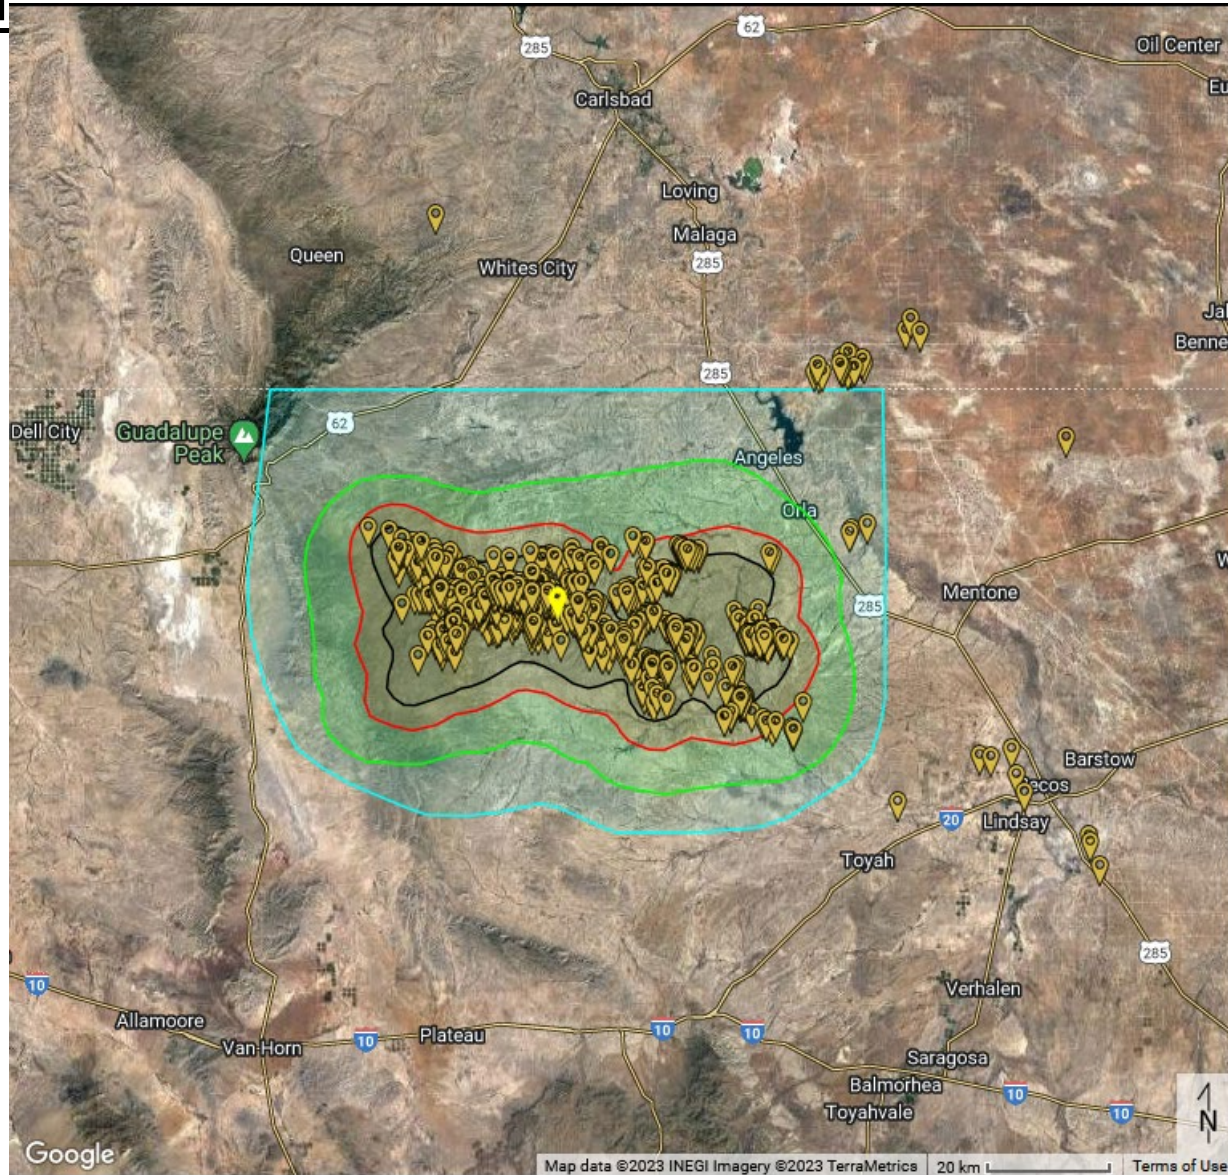 62
285
Oil Center
Carlsbad
Eu
Loving
Malaga
Queen
Whites City
285
Jal
Benne
285
62
Dell City
Guadalupe
Peak
Angeles
Orla
W
Mentone
285
Barstow
ecos
20
Lindsay
Toyah
285
10
Verhalen
Allamoore
Plateau
10
10
Van Horn
10
Saragosa
Balmorhea
10
Toyahvale
10
N
Google
Map data ©2023 INEGI Imagery ©2023 TerraMetrics 20 km Terms of Use